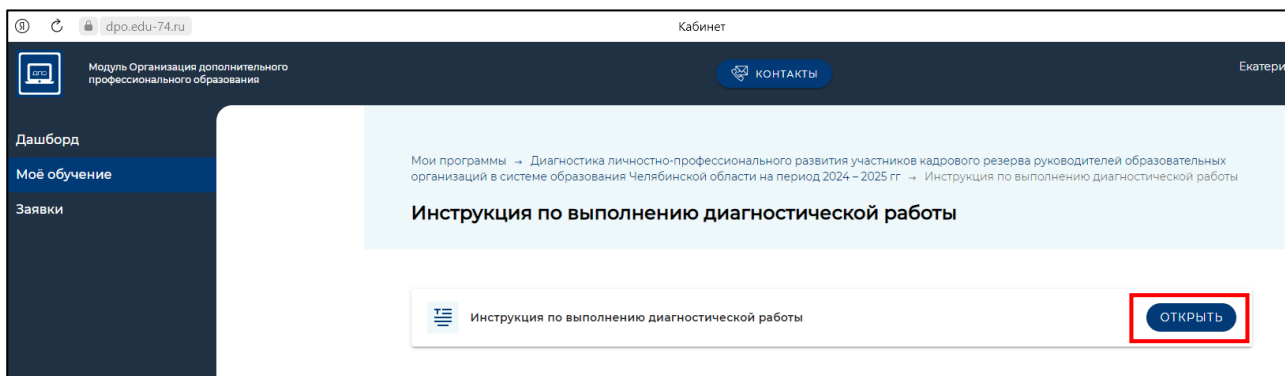 dpo.edu-74.ru
Кабинет
дпо
Модуль Организация дополнительного
профессионального образования
КОНТАКТЫ
Екатери
Дашборд
Моё обучение
Заявки
Мои программы → Диагностика личностно-профессионального развития участников кадрового резерва руководителей образовательных
организаций в системе образования Челябинской области на период 2024 – 2025 гг → Инструкция по выполнению диагностической работы
Инструкция по выполнению диагностической работы
Инструкция по выполнению диагностической работы
ОТКРЫТЬ